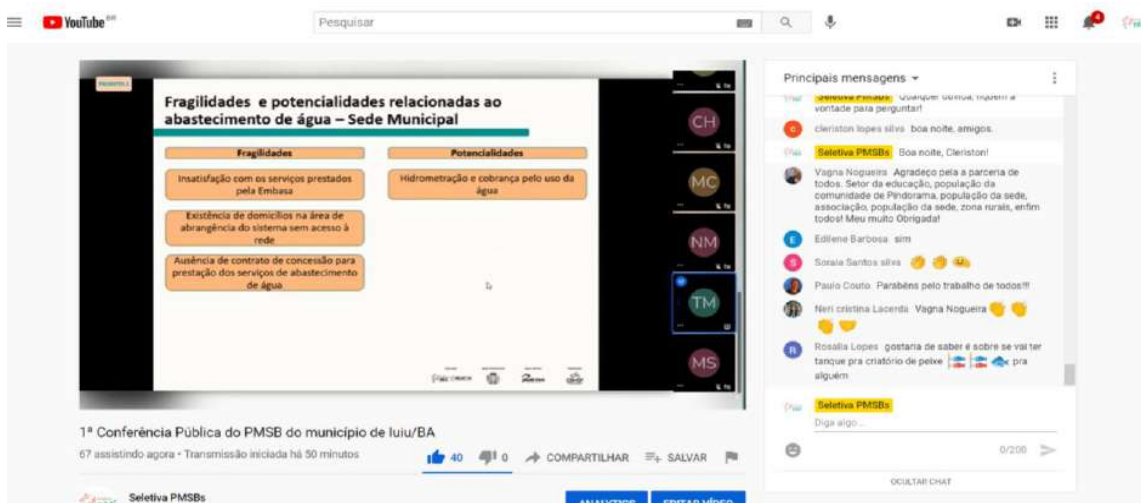 YouTube BR
Pesquisar
4
Fragilidades e potencialidades relacionadas ao
abastecimento de água – Sede Municipal
Fragilidades
Potencialidades
Insatisfação com os serviços prestados
pela Embasa
Hidrometração e cobrança pelo uso da
água
Existência de domicílios na área de
abrangência do sistema sem acesso à
rede
Ausência de contrato de concessão para
prestação dos serviços de abastecimento
de água
CH
MC
NM
TM
MS
1ª Conferência Pública do PMSB do município de Iuiu/BA
67 assistindo agora • Transmissão iniciada há 50 minutos
40
0
COMPARTILHAR
SALVAR
Seletiva PMSBs
ANALYTICS
EDITAR VÍDEO
Principais mensagens
Seletiva PMSBs Qualquer dúvida, fiquem à
vontade para perguntar!
cleriston lopes silva boa noite, amigos.
Seletiva PMSBs Boa noite, Cleriston!
Vagna Nogueira Agradeço pela a parceria de
todos. Setor da educação, população da
comunidade de Pindorama, população da sede,
associação, população da sede, zona rurais, enfim
todos! Meu muito Obrigada!
Edilene Barbosa sim
Soraia Santos silva
Paulo Couto Parabéns pelo trabalho de todos!!!
Neri cristina Lacerda Vagna Nogueira
Rosalia Lopes gostaria de saber é sobre se vai ter
tanque pra criatório de peixe pra
alguém
Seletiva PMSBs
Diga algo...
0/200
OCULTAR CHAT